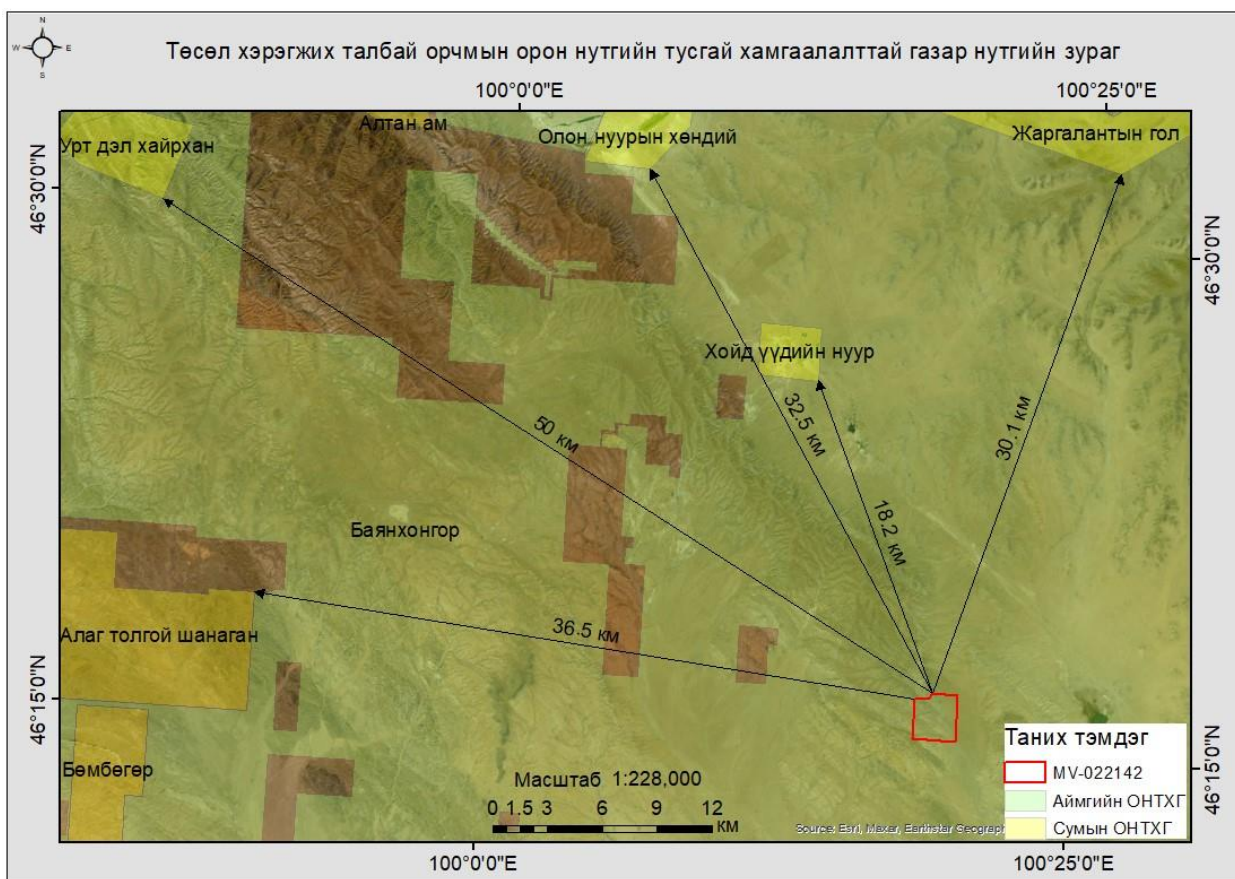 N
W E
S
Төсөл хэрэгжих талбай орчмын орон нутгийн тусгай хамгаалалттай газар нутгийн зураг
100°0'0"E 100°25'0"E
Урт дэл хайрхан
Алтан ам
Олон нуурын хөндий
Жаргалантын гол
46°30'0"N
46°30'0"N
Хойд үүдийн нуур
50 км
32.5 км
30.1 км
18.2 км
Баянхонгор
36.5 км
Алаг толгой шанаган
46°15'0"N
46°15'0"N
Бөмбөгөр
Масштаб 1:228,000
0 1.5 3 6 9 12
КМ
Таних тэмдэг
MV-022142
Аймгийн ОНТХГ
Сумын ОНТХГ
Source: Esri, Maxar, Earthstar Geograph
100°0'0"E 100°25'0"E